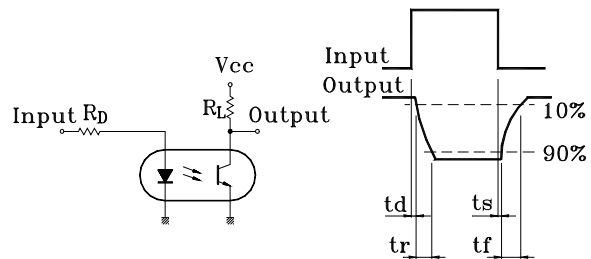 Vcc
Input R_D
R_L Output
Input
Output
10%
90%
td
ts
tr
tf